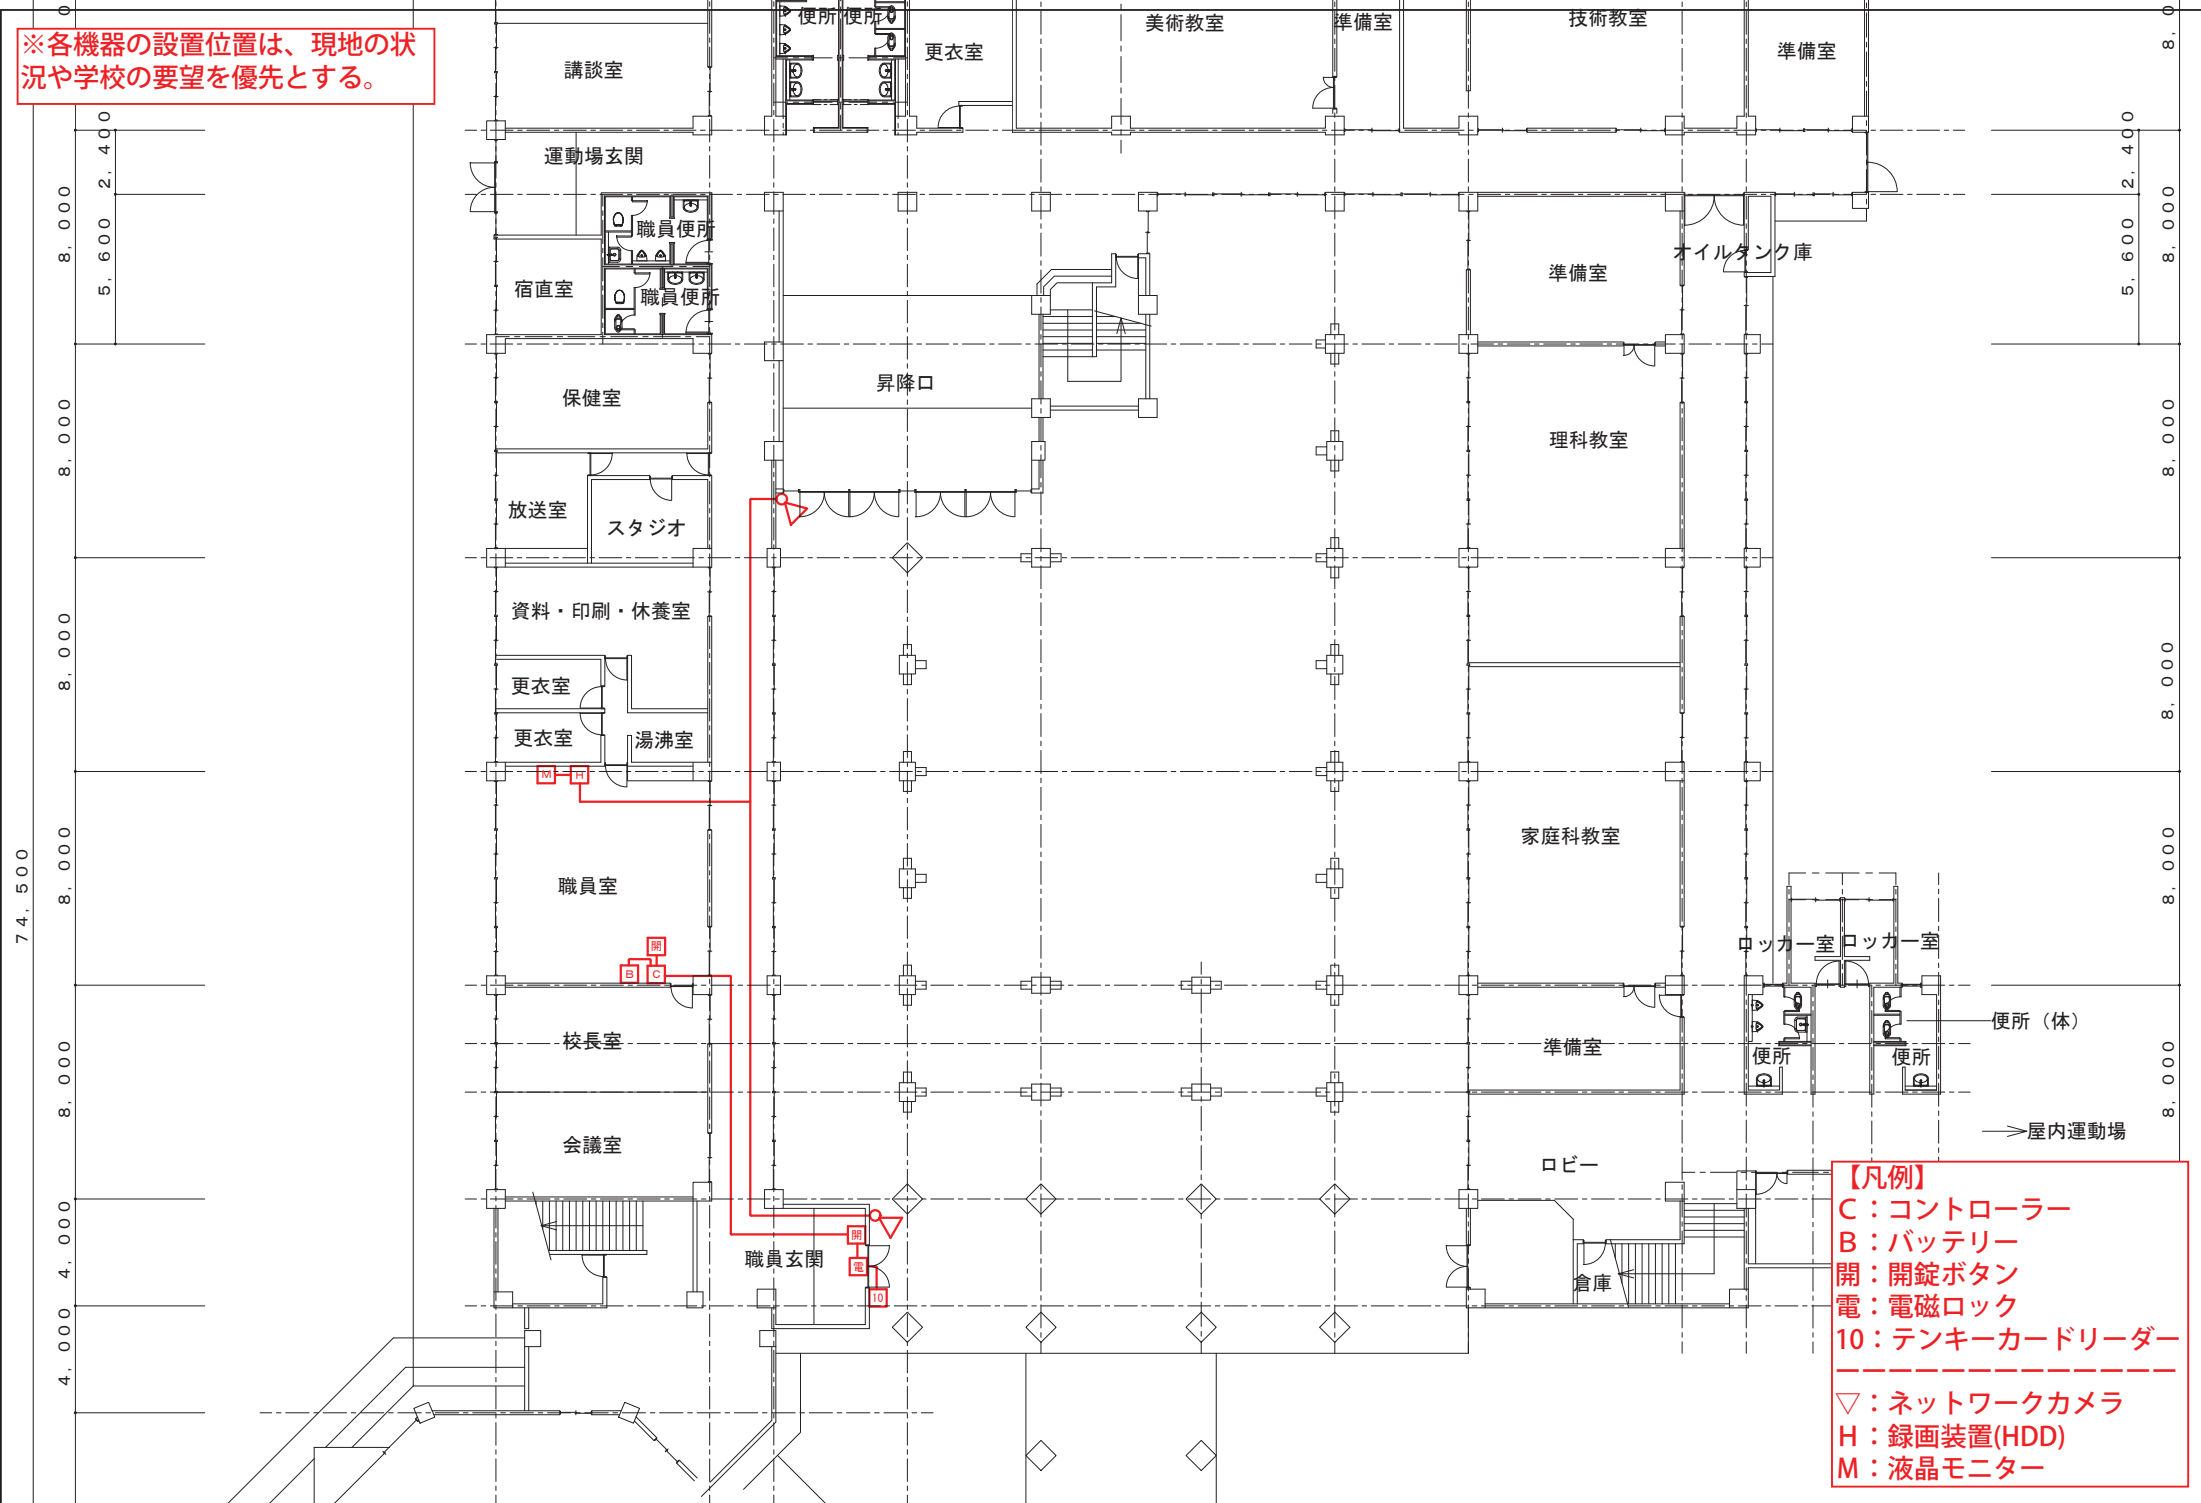 ※各機器の設置位置は、現地の状
況や学校の要望を優先とする。
便所 便所
美術教室
準備室
技術教室
講談室
更衣室
準備室
運動場玄関
職員便所
宿直室
職員便所
準備室
オイルタンク庫
保健室
昇降口
理科教室
放送室
スタジオ
資料・印刷・休養室
更衣室
更衣室
湯沸室
M
H
職員室
家庭科教室
開
B
C
ロッカー室
ロッカー室
校長室
準備室
便所（体）
便所
便所
会議室
ロビー
屋内運動場
職員玄関
開
電
10
倉庫
74,500
8,000
8,000
8,000
8,000
8,000
4,000
4,000
2,400
5,600
2,400
5,600
8,000
8,000
8,000
8,000
8,000
【凡例】
C：コントローラー
B：バッテリー
開：開錠ボタン
電：電磁ロック
10：テンキーカードリーダー
▽：ネットワークカメラ
H：録画装置(HDD)
M：液晶モニター